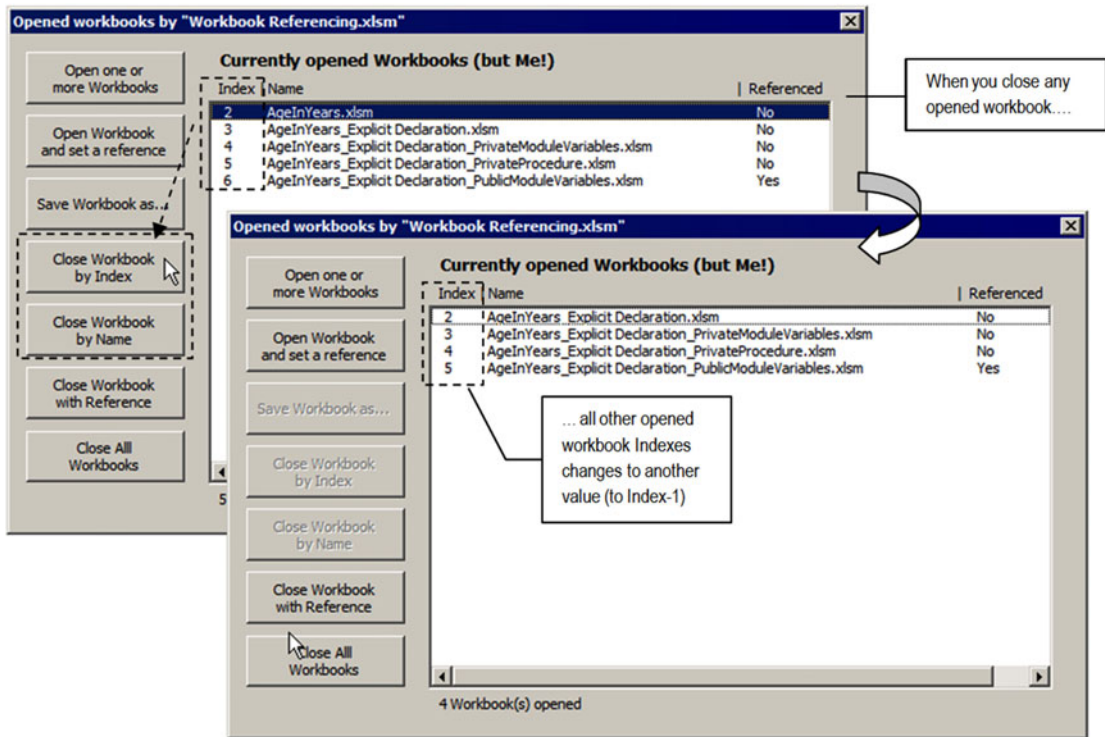 Opened workbooks by "Workbook Referencing.xlsm"
Open one or
more Workbooks
Open Workbook
and set a reference
Save Workbook as...
Close Workbook
by Index
Close Workbook
by Name
Close Workbook
with Reference
Close Alll
Workbooks
Currently opened Workbooks (but Me!)
Index | Name | Referenced
2 AgeInYears.xlsm No
3 AgeInYears_Explicit Declaration.xlsm No
4 AgeInYears_Explicit Declaration_PrivateModuleVariables.xlsm No
5 AgeInYears_Explicit Declaration_PrivateProcedure.xlsm No
6 AgeInYears_Explicit Declaration_PublicModuleVariables.xlsm Yes
5
When you close any
opened workbook....
Opened workbooks by "Workbook Referencing.xlsm"
Open one or
more Workbooks
Open Workbook
and set a reference
Save Workbook as...
Close Workbook
by Index
Close Workbook
by Name
Close Workbook
with Reference
Close Alll
Workbooks
Currently opened Workbooks (but Me!)
Index | Name | Referenced
2 AgeInYears_Explicit Declaration.xlsm No
3 AgeInYears_Explicit Declaration_PrivateModuleVariables.xlsm No
4 AgeInYears_Explicit Declaration_PrivateProcedure.xlsm No
5 AgeInYears_Explicit Declaration_PublicModuleVariables.xlsm Yes
... all other opened
workbook Indexes
changes to another
value (to Index-1)
4 Workbook(s) opened